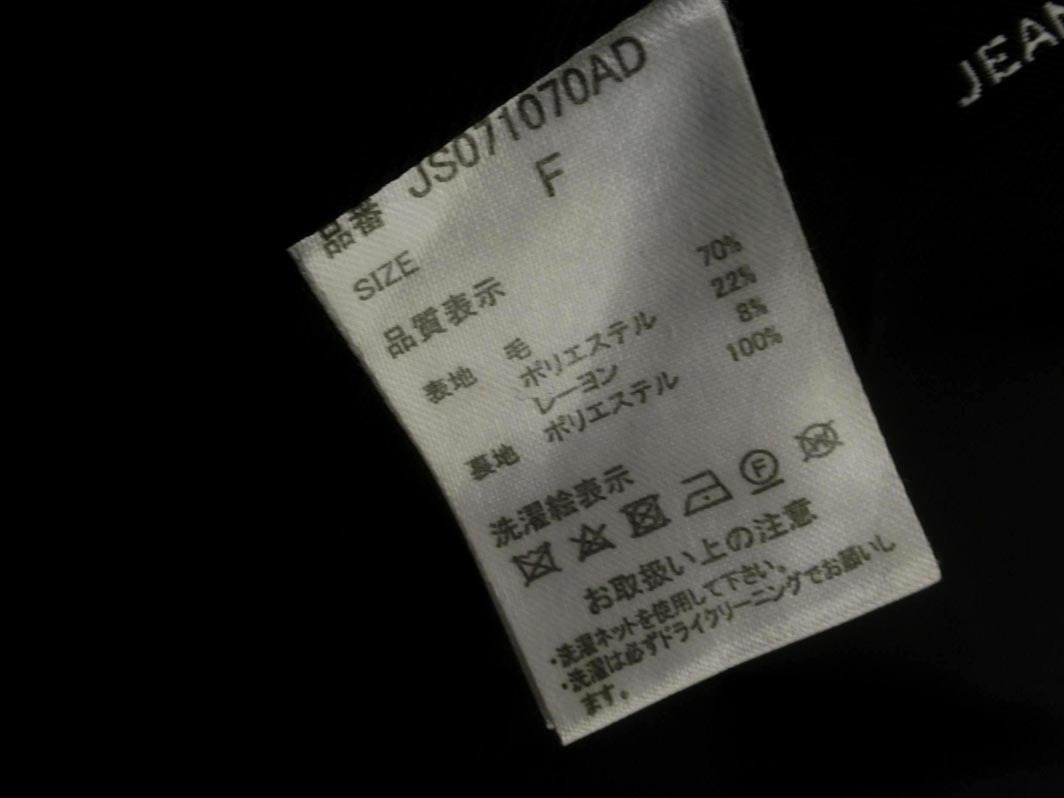 JEAN
品番 JS071070AD
SIZE F
品質表示
表地 毛 70%
ポリエステル 22%
レーヨン 8%
裏地 ポリエステル 100%
洗濯絵表示
F W
お取扱い上の注意
・洗濯ネットを使用して下さい。
・洗濯は必ずドライクリーニングでお願いし
ます。